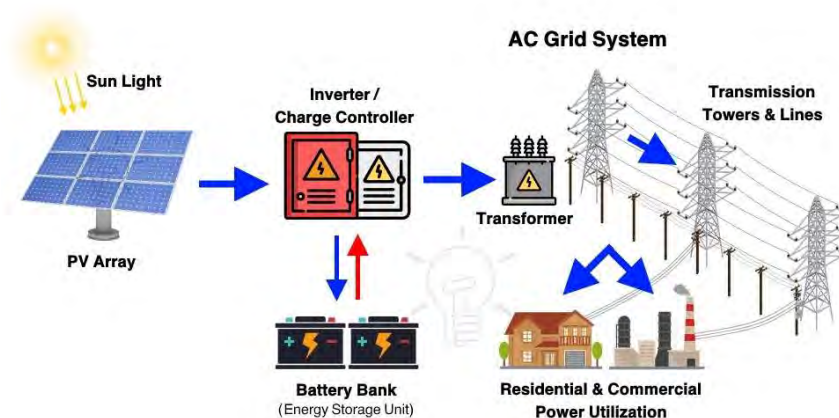 AC Grid System
Sun Light
Inverter /
Charge Controller
Transmission
Towers & Lines
Transformer
PV Array
Battery Bank
(Energy Storage Unit)
Residential & Commercial
Power Utilization